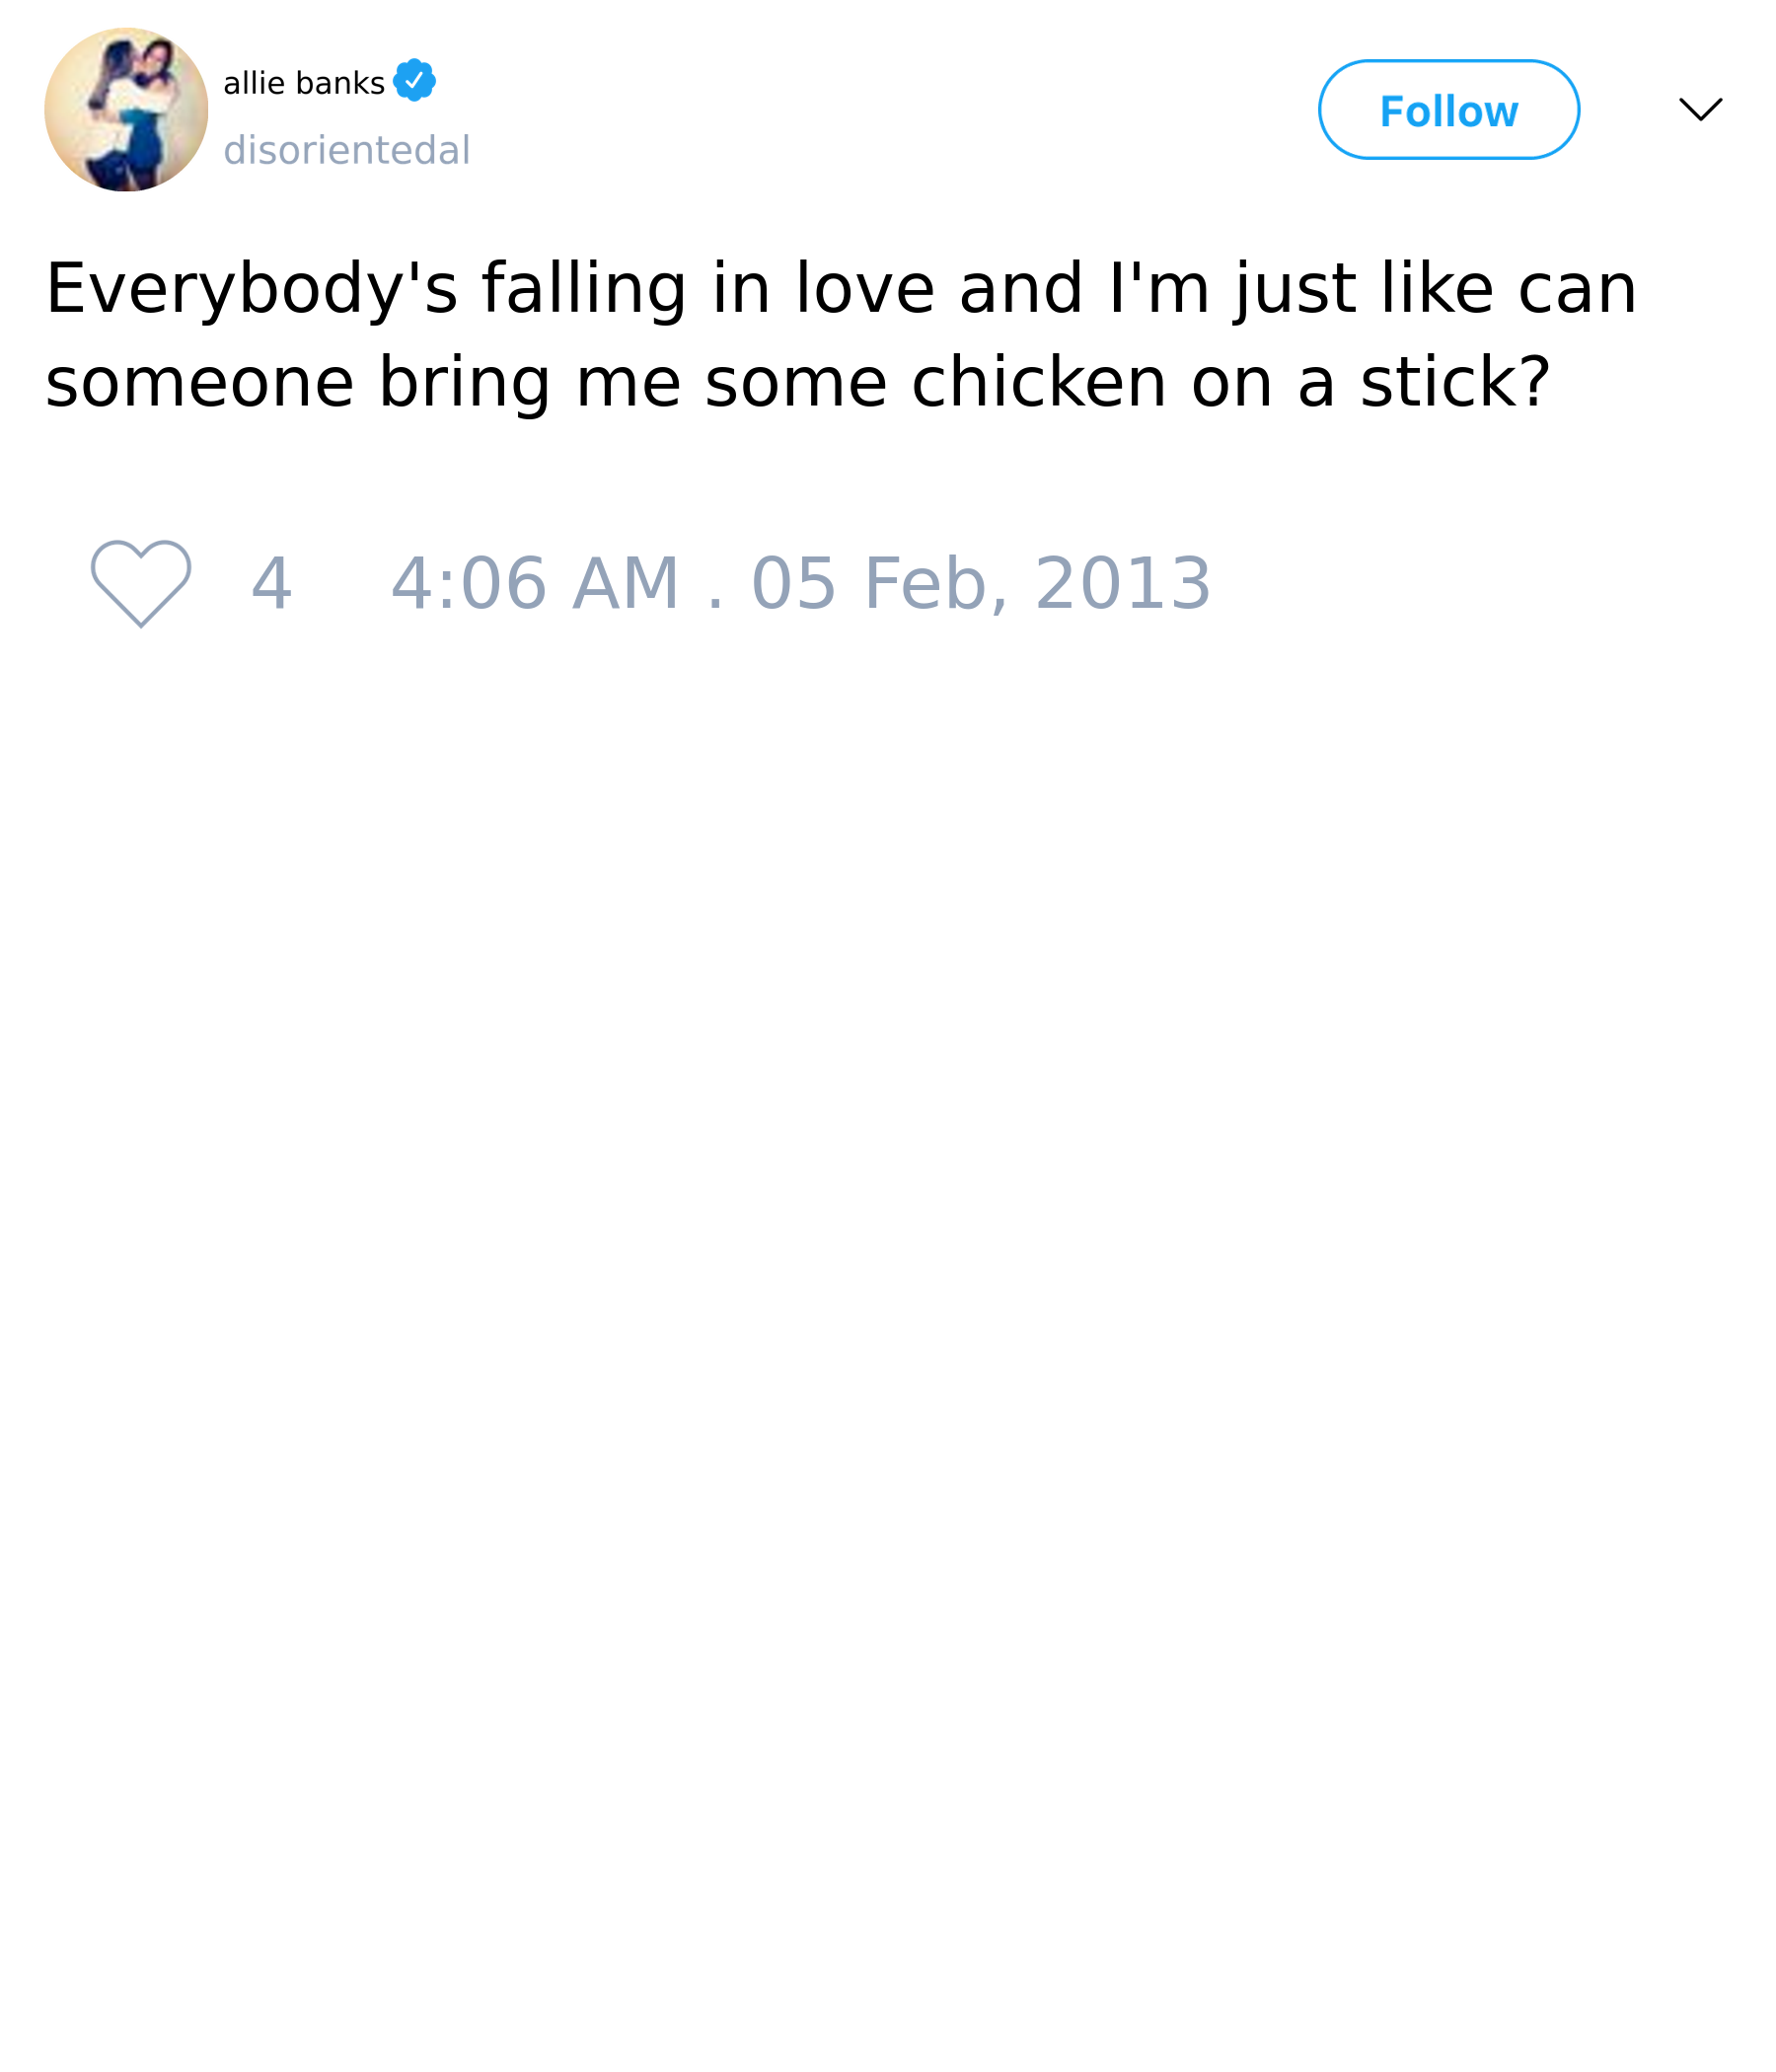 allie banks
disorientedal
Follow
Everybody's falling in love and I'm just like can
someone bring me some chicken on a stick?
4 4:06 AM . 05 Feb, 2013